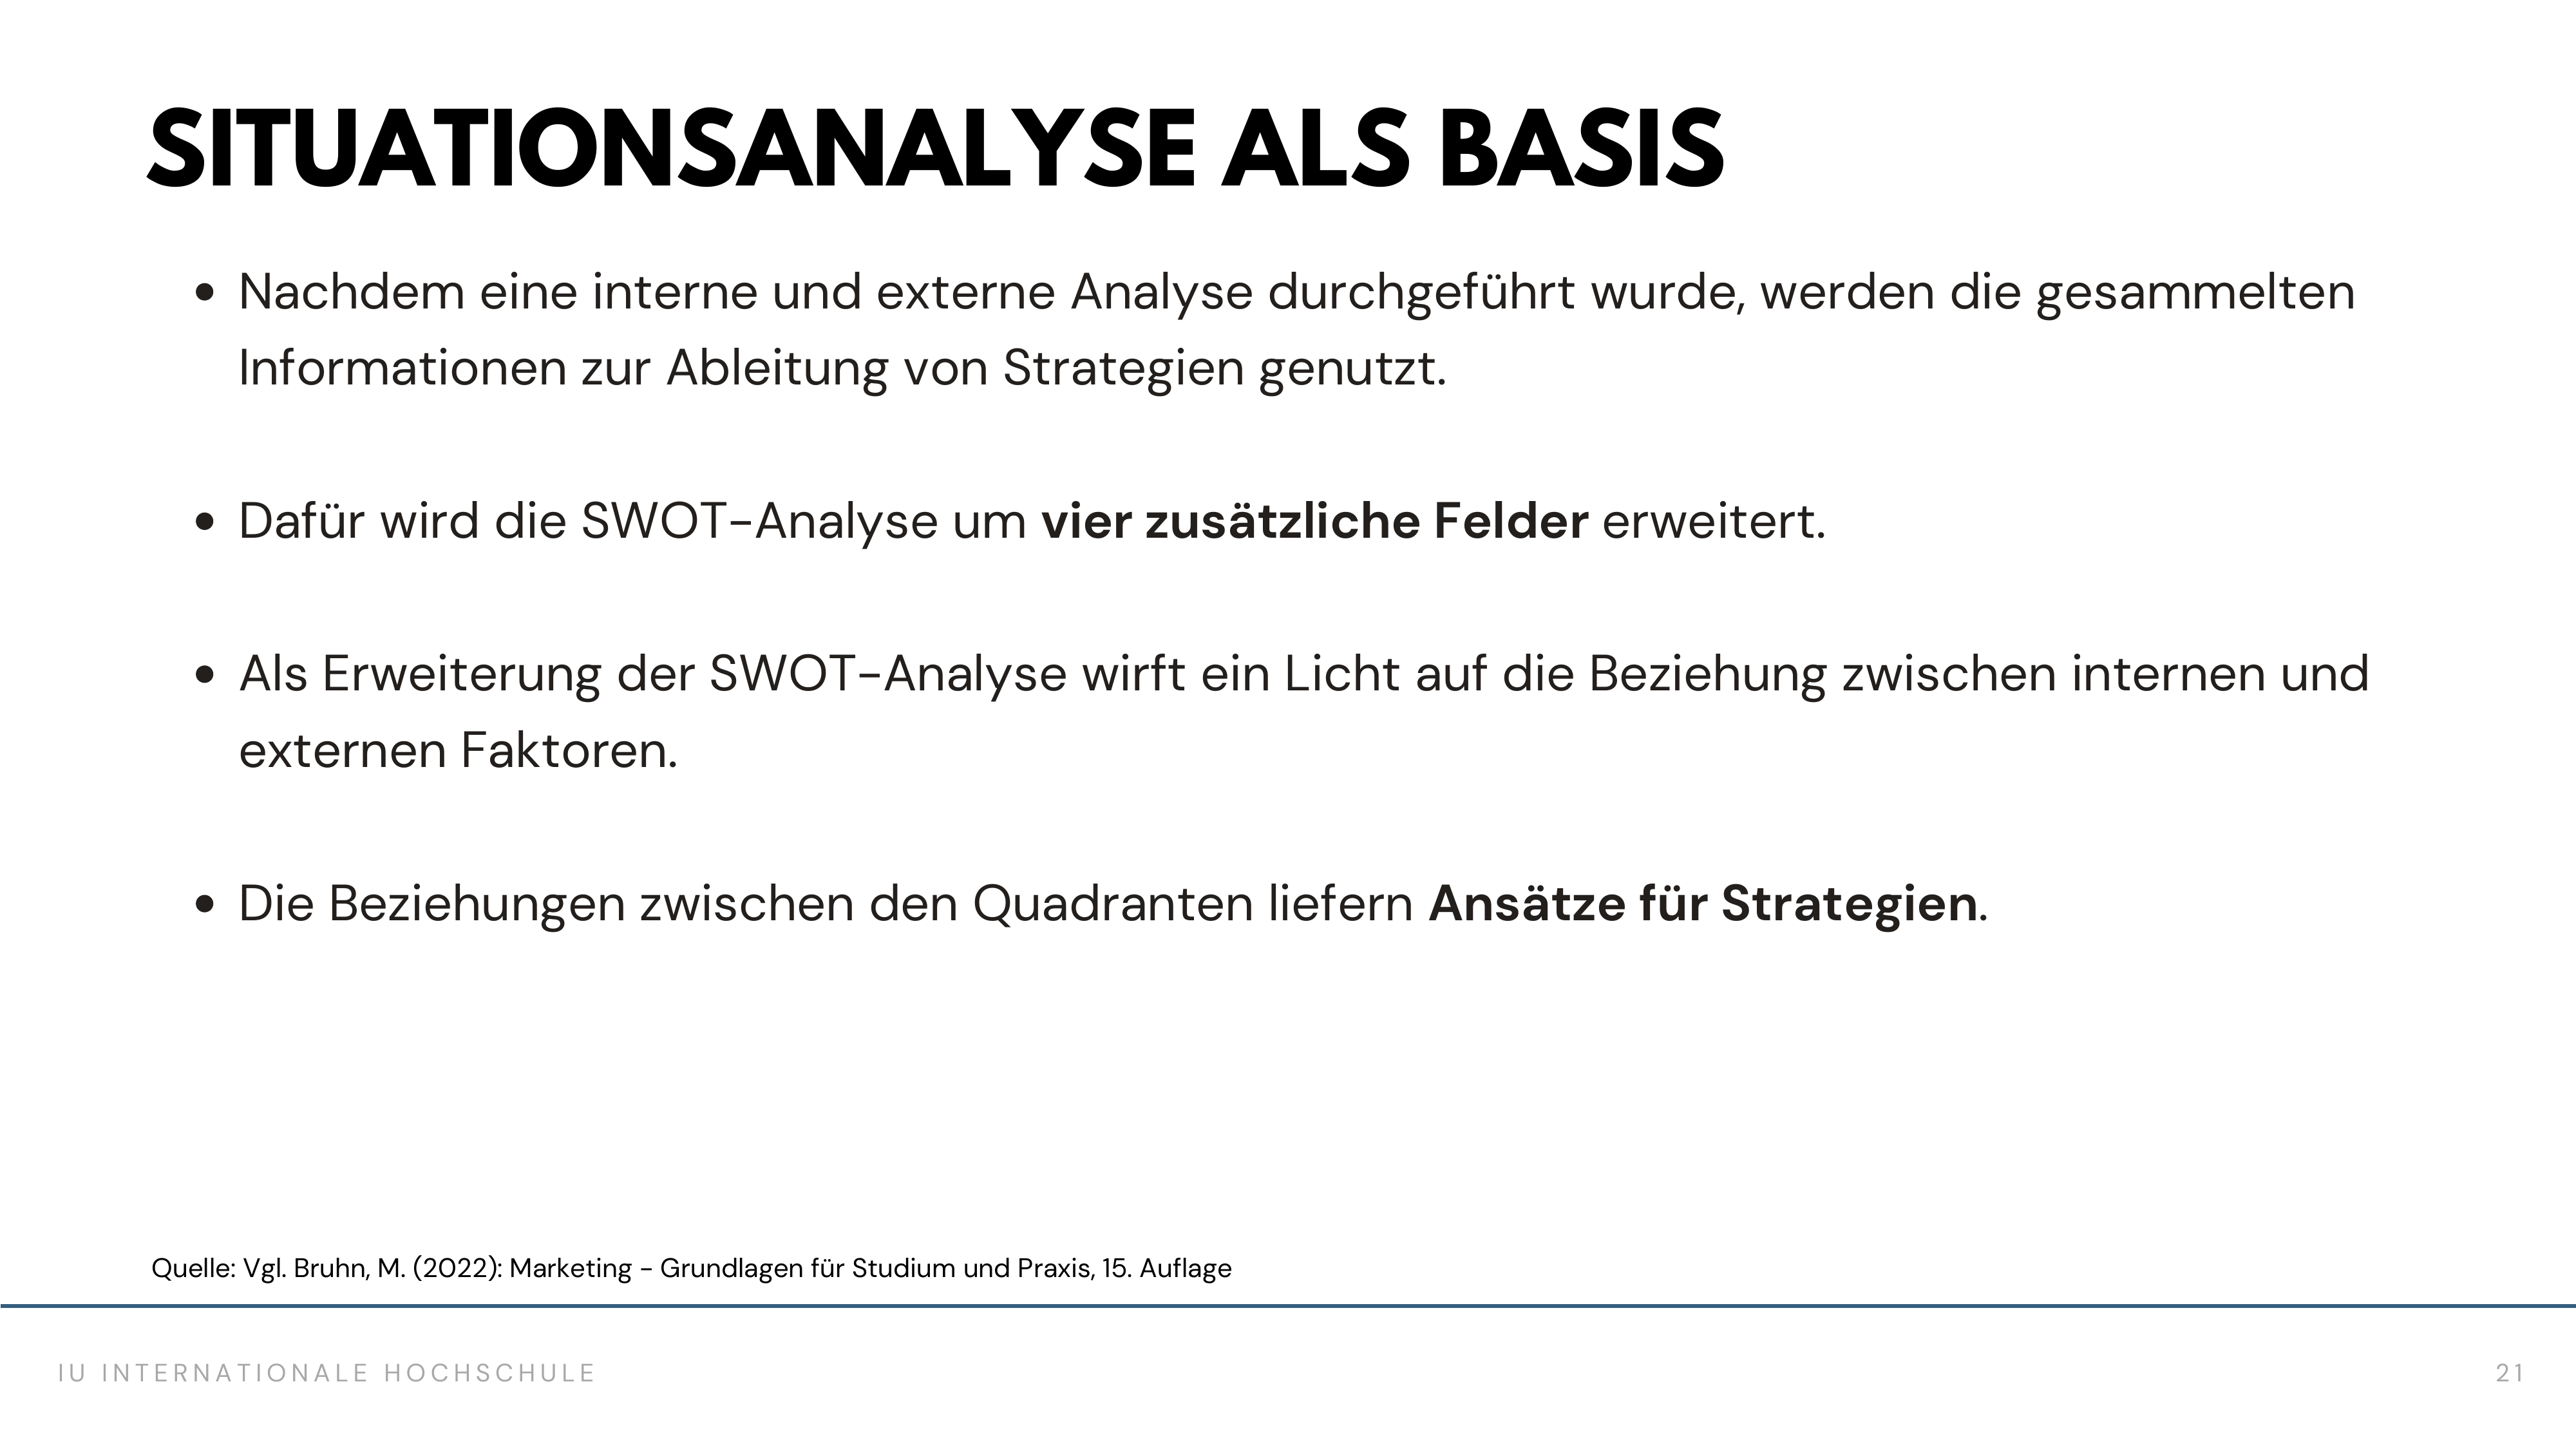 SITUATIONSANALYSE ALS BASIS
• Nachdem eine interne und externe Analyse durchgeführt wurde, werden die gesammelten
Informationen zur Ableitung von Strategien genutzt.
• Dafür wird die SWOT-Analyse um vier zusätzliche Felder erweitert.
• Als Erweiterung der SWOT-Analyse wirft ein Licht auf die Beziehung zwischen internen und
externen Faktoren.
• Die Beziehungen zwischen den Quadranten liefern Ansätze für Strategien.
Quelle: Vgl. Bruhn, M. (2022): Marketing - Grundlagen für Studium und Praxis, 15. Auflage
IU INTERNATIONALE HOCHSCHULE
21